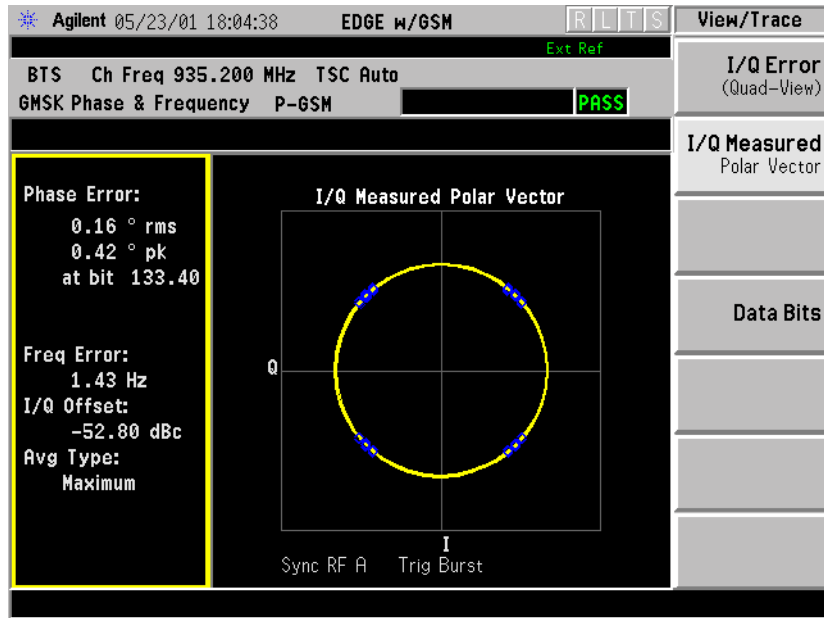 Agilent 05/23/01 18:04:38 EDGE w/GSM R L T S
Ext Ref
BTS Ch Freq 935.200 MHz TSC Auto
GMSK Phase & Frequency P-GSM PASS
Phase Error:
0.16 ° rms
0.42 ° pk
at bit 133.40
Freq Error:
1.43 Hz
I/Q Offset:
-52.80 dBc
Avg Type:
Maximum
I/Q Measured Polar Vector
Q
I
Sync RF A Trig Burst
View/Trace
I/Q Error
(Quad-View)
I/Q Measured
Polar Vector
Data Bits